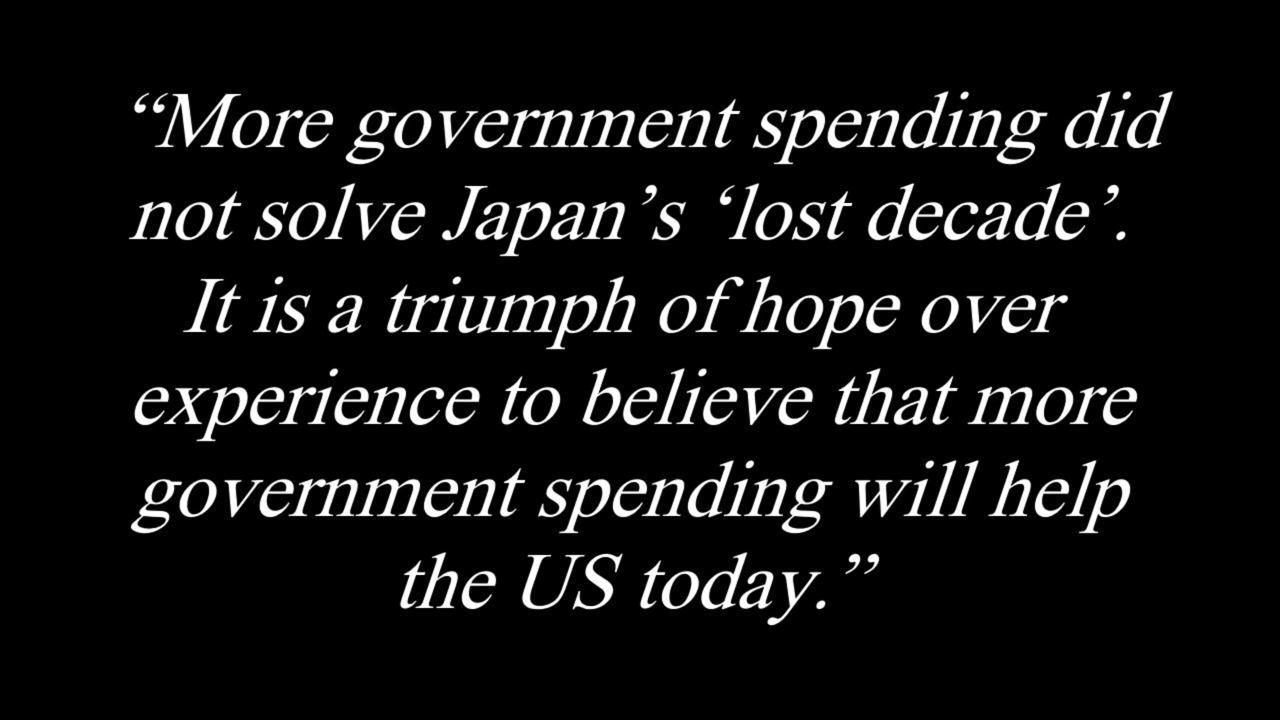 “More government spending did
not solve Japan’s ‘lost decade’.
It is a triumph of hope over
experience to believe that more
government spending will help
the US today.”